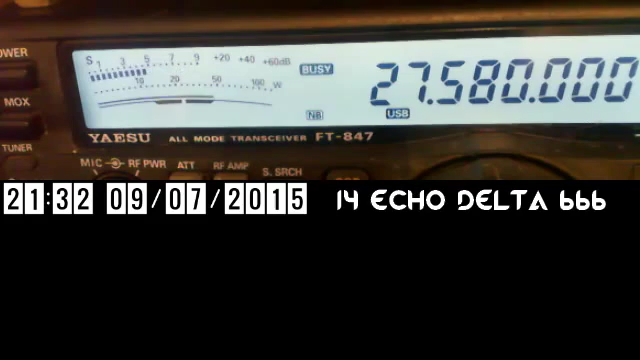 OWER
S 1 3 5 7 9 +20 +40 +60dB
BUSY
27.580.000
10 20 50 100 W
MOX
NB USB
YAESU ALL MODE TRANSCEIVER FT-847
TUNER
MIC RF PWR ATT RF AMP S. SRCH
21:32 09/07/2015 14 ECHO DELTA 666